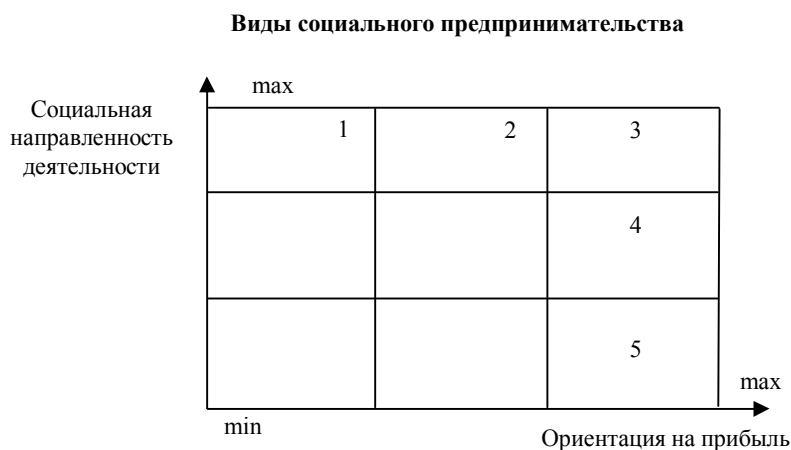 Виды социального предпринимательства
max
Социальная
направленность
деятельности
1 2 3
4
5
max
min
Ориентация на прибыль